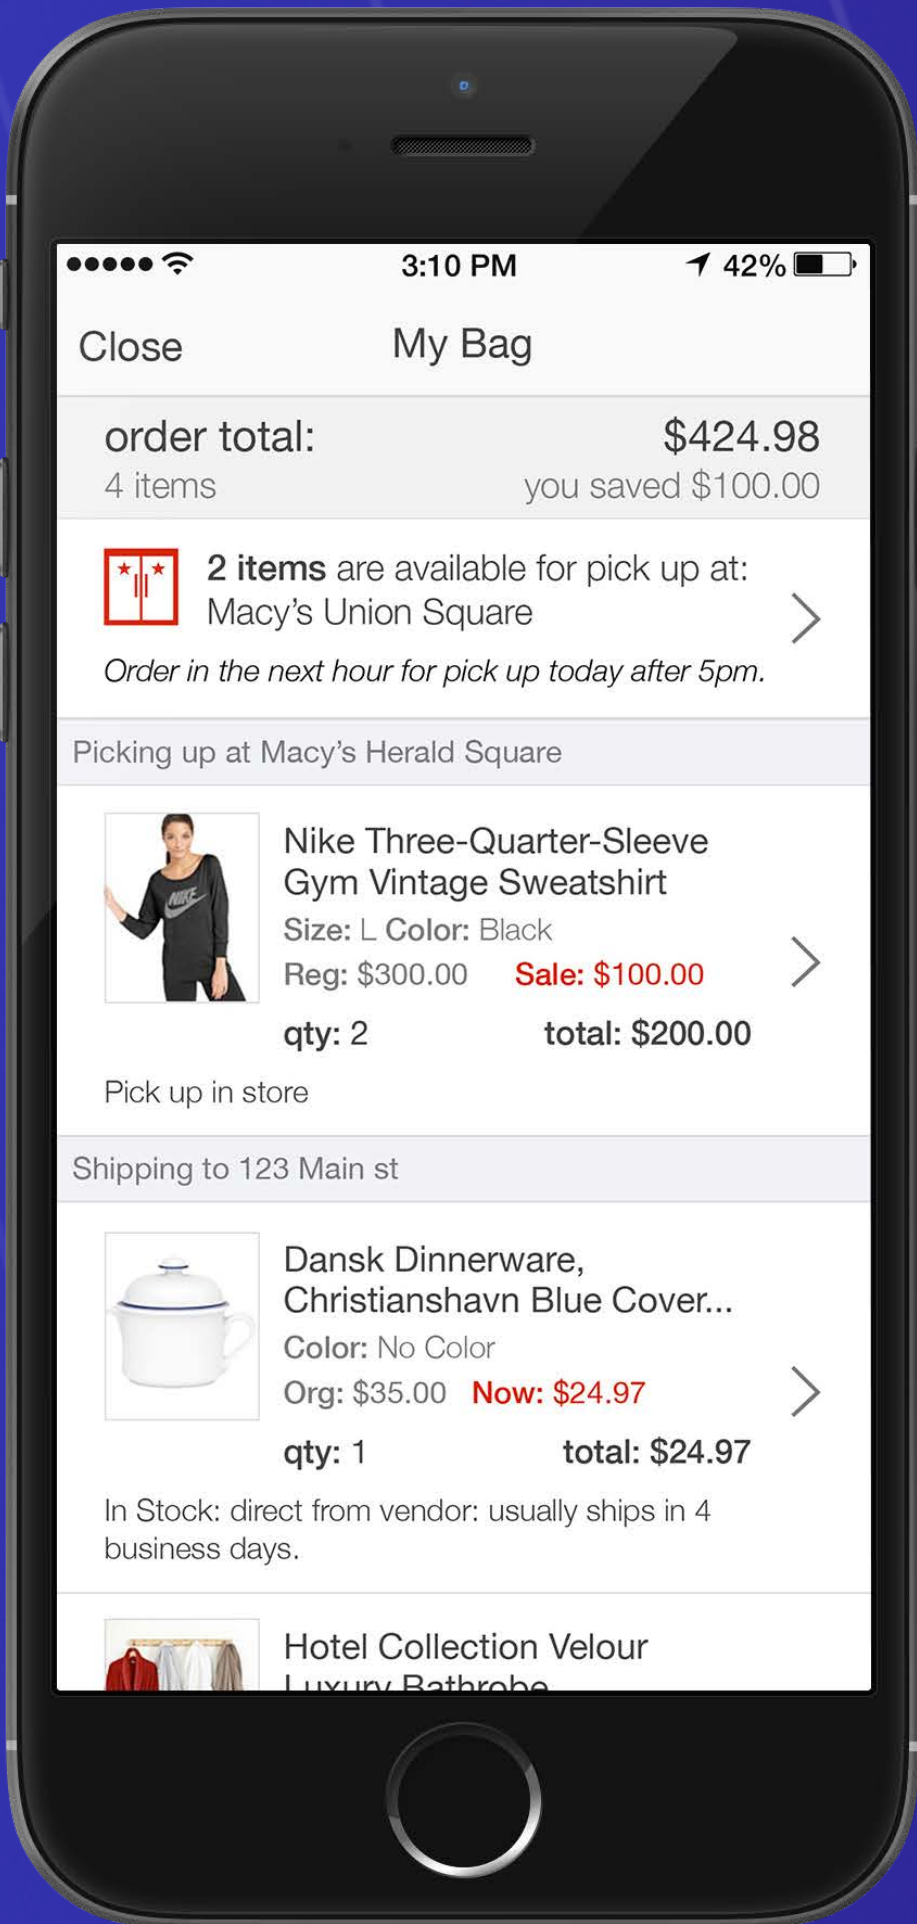 3:10 PM 42%
Close My Bag
order total: $424.98
4 items you saved $100.00
2 items are available for pick up at:
Macy's Union Square
Order in the next hour for pick up today after 5pm.
Picking up at Macy's Herald Square
Nike Three-Quarter-Sleeve
Gym Vintage Sweatshirt
Size: L Color: Black
Reg: $300.00 Sale: $100.00
qty: 2 total: $200.00
Pick up in store
Shipping to 123 Main st
Dansk Dinnerware,
Christianshavn Blue Cover...
Color: No Color
Org: $35.00 Now: $24.97
qty: 1 total: $24.97
In Stock: direct from vendor: usually ships in 4
business days.
Hotel Collection Velour
Luxury Bathrobe
NIKE